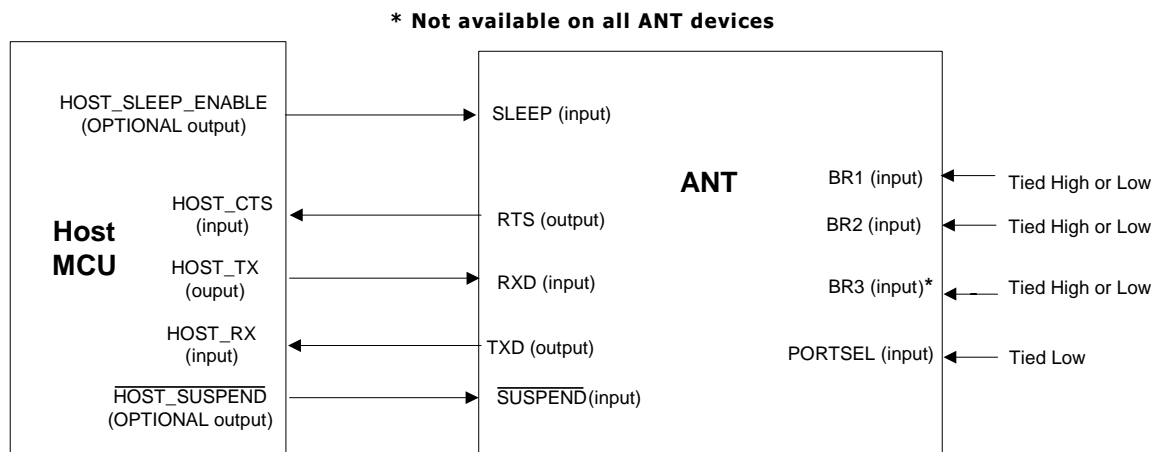 * Not available on all ANT devices
HOST_SLEEP_ENABLE
(OPTIONAL output)
SLEEP (input)
ANT
BR1 (input)
Tied High or Low
HOST_CTS
(input)
RTS (output)
BR2 (input)
Tied High or Low
Host
MCU
HOST_TX
(ouput)
RXD (input)
BR3 (input)*
Tied High or Low
HOST_RX
(input)
TXD (output)
PORTSEL (input)
Tied Low
HOST_SUSPEND
(OPTIONAL output)
SUSPEND(input)